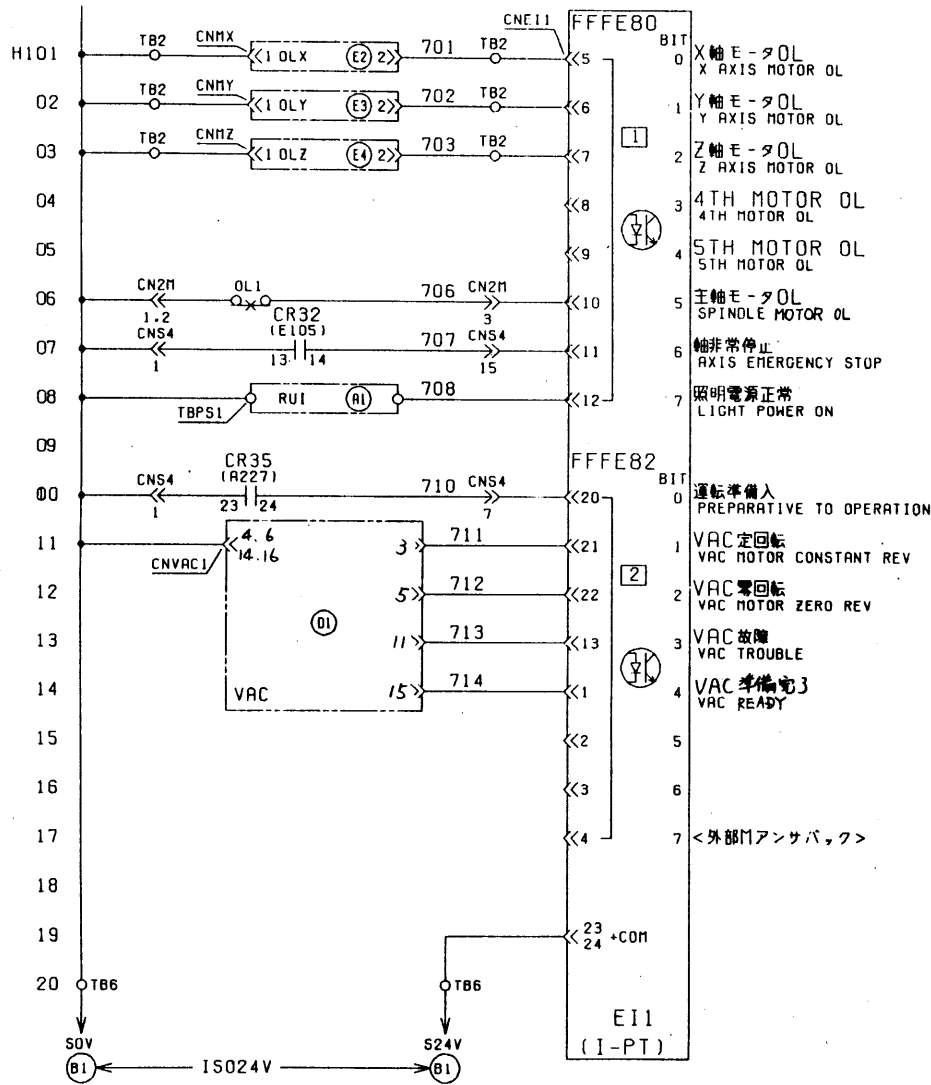 CNEI1 FFFE80
BIT
H101 TB2 CNMX 1 OLX E2 2 701 TB2 5 0 X軸モータOL
X AXIS MOTOR OL
02 TB2 CNMY 1 OLY E3 2 702 TB2 6 1 Y軸モータOL
Y AXIS MOTOR OL
1
03 TB2 CNMZ 1 OLZ E4 2 703 TB2 7 2 Z軸モータOL
Z AXIS MOTOR OL
04 8 3 4TH MOTOR OL
4TH MOTOR OL
05 9 4 5TH MOTOR OL
5TH MOTOR OL
06 CN2M OL1 706 CN2M 10 5 主軸モータOL
1.2 3 SPINDLE MOTOR OL
CR32
(E105)
07 CNS4 707 CNS4 11 6 軸非常停止
1 13 14 15 AXIS EMERGENCY STOP
08 RUI A1 708 12 7 照明電源正常
TBPS1 LIGHT POWER ON
09
FFFE82
BIT
CR35
(A227)
10 CNS4 710 CNS4 20 0 運転準備入
1 23 24 7 PREPARATIVE TO OPERATION
11 4.6 3 711 21 1 VAC定回転
CNVAC1 14.16 VAC MOTOR CONSTANT REV
2
12 5 712 22 2 VAC零回転
VAC MOTOR ZERO REV
D1
13 11 713 13 3 VAC故障
VAC TROUBLE
14 VAC 15 714 1 4 VAC準備完了
VAC READY
15 2 5
16 3 6
17 4 7 <外部Mアンサバック>
18
19 23
24 +COM
20 TB6 TB6
EI1
(I-PT)
S0V S24V
B1 ISO24V B1